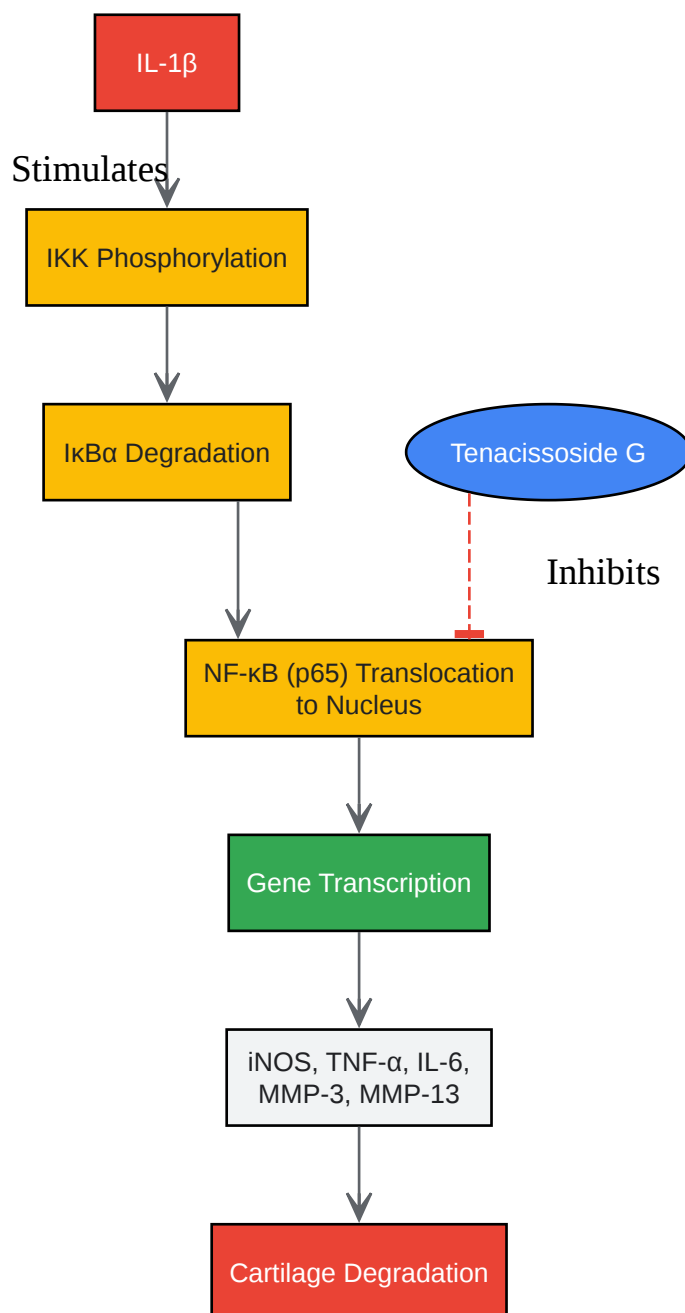 IL-1β
Stimulates
IKK Phosphorylation
IκBα Degradation
Tenacissoside G
Inhibits
NF-κB (p65) Translocation
to Nucleus
Gene Transcription
iNOS, TNF-α, IL-6,
MMP-3, MMP-13
Cartilage Degradation